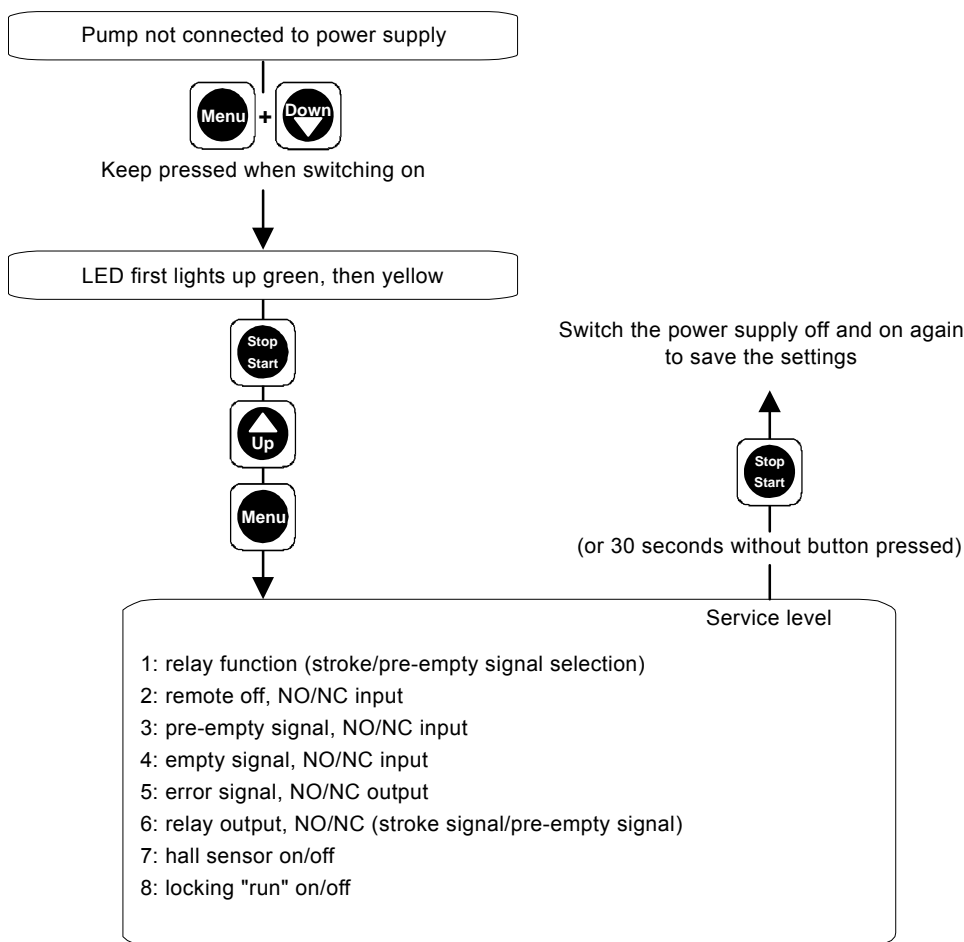 Pump not connected to power supply
Menu + Down
Keep pressed when switching on
LED first lights up green, then yellow
Stop
Start
Up
Menu
Switch the power supply off and on again
to save the settings
Stop
Start
(or 30 seconds without button pressed)
Service level
1: relay function (stroke/pre-empty signal selection)
2: remote off, NO/NC input
3: pre-empty signal, NO/NC input
4: empty signal, NO/NC input
5: error signal, NO/NC output
6: relay output, NO/NC (stroke signal/pre-empty signal)
7: hall sensor on/off
8: locking "run" on/off